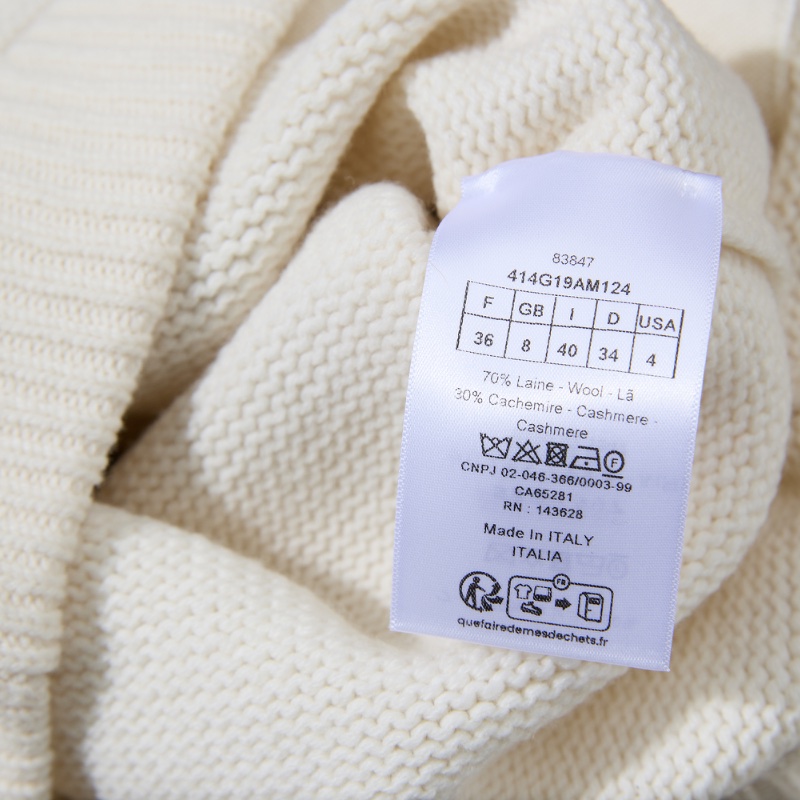 83847
414G19AM124
F GB I D USA
36 8 40 34 4
70% Laine - Wool - Lã
30% Cachemire - Cashmere -
Cashmere
F
CNPJ 02-046-366/0003-99
CA65281
RN : 143628
Made In ITALY
ITALIA
FR
quefairedemesdechets.fr